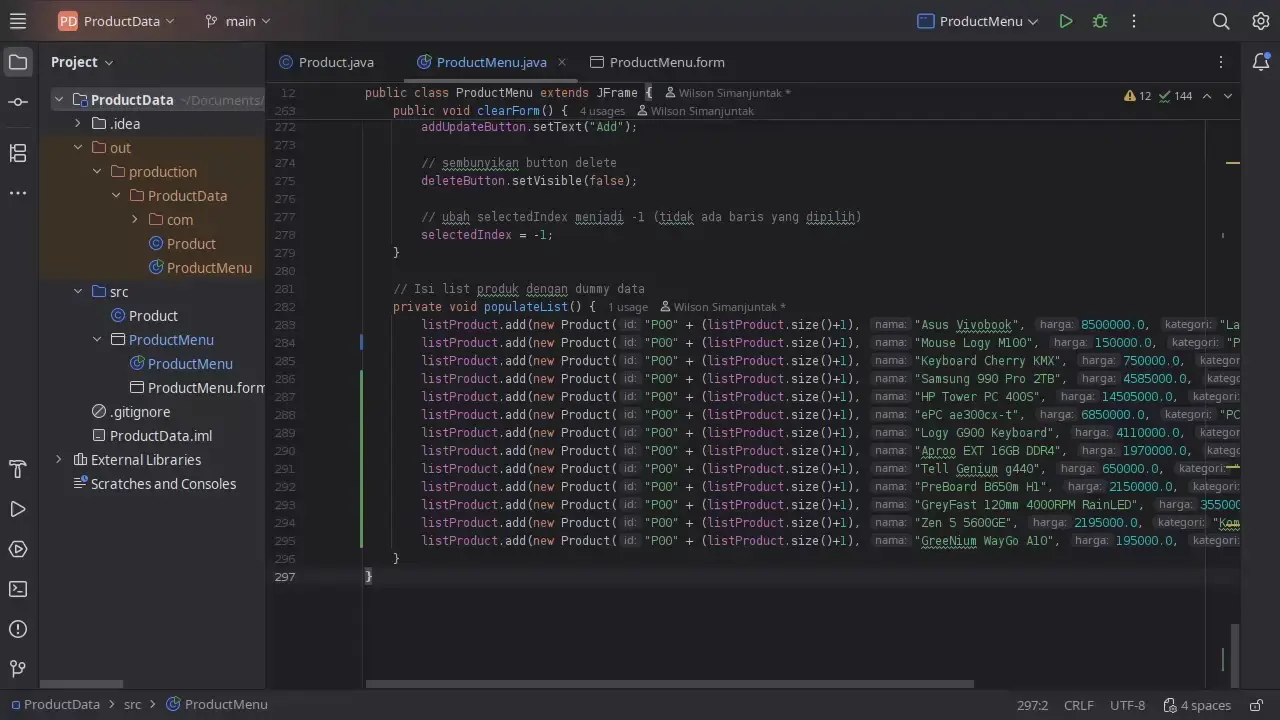 PD ProductData main ProductMenu
Project
Product.java ProductMenu.java ProductMenu.form
ProductData ~/Documents/
.idea
out
production
ProductData
com
Product
ProductMenu
src
Product
ProductMenu
ProductMenu
ProductMenu.form
.gitignore
ProductData.iml
External Libraries
Scratches and Consoles
12 public class ProductMenu extends JFrame { Wilson Simanjuntak * 12 144
263 public void clearForm() { 4 usages Wilson Simanjuntak
272 addUpdateButton.setText("Add");
273
274 // sembunyikan button delete
275 deleteButton.setVisible(false);
276
277 // ubah selectedIndex menjadi -1 (tidak ada baris yang dipilih)
278 selectedIndex = -1;
279 }
280
281 // Isi list produk dengan dummy data
282 private void populateList() { 1 usage Wilson Simanjuntak *
283 listProduct.add(new Product( id: "P00" + (listProduct.size()+1), nama: "Asus Vivobook", harga: 8500000.0, kategori: "La
284 listProduct.add(new Product( id: "P00" + (listProduct.size()+1), nama: "Mouse Logy M100", harga: 150000.0, kategori: "P
285 listProduct.add(new Product( id: "P00" + (listProduct.size()+1), nama: "Keyboard Cherry KMX", harga: 750000.0, kategor
286 listProduct.add(new Product( id: "P00" + (listProduct.size()+1), nama: "Samsung 990 Pro 2TB", harga: 4585000.0, katego
287 listProduct.add(new Product( id: "P00" + (listProduct.size()+1), nama: "HP Tower PC 400S", harga: 14505000.0, kategori:
288 listProduct.add(new Product( id: "P00" + (listProduct.size()+1), nama: "ePC ae300cx-t", harga: 6850000.0, kategori: "PC
289 listProduct.add(new Product( id: "P00" + (listProduct.size()+1), nama: "Logy G900 Keyboard", harga: 4110000.0, kategori:
290 listProduct.add(new Product( id: "P00" + (listProduct.size()+1), nama: "Aproo EXT 16GB DDR4", harga: 1970000.0, katego
291 listProduct.add(new Product( id: "P00" + (listProduct.size()+1), nama: "Tell Genium g440", harga: 650000.0, kategori:
292 listProduct.add(new Product( id: "P00" + (listProduct.size()+1), nama: "PreBoard B650m H1", harga: 2150000.0, kategori:
293 listProduct.add(new Product( id: "P00" + (listProduct.size()+1), nama: "GreyFast 120mm 4000RPM RainLED", harga: 355000
294 listProduct.add(new Product( id: "P00" + (listProduct.size()+1), nama: "Zen 5 5600GE", harga: 2195000.0, kategori: "Kom
295 listProduct.add(new Product( id: "P00" + (listProduct.size()+1), nama: "GreeNium WayGo A10", harga: 195000.0, kategori:
296 }
297 }
ProductData src ProductMenu 297:2 CRLF UTF-8 4 spaces